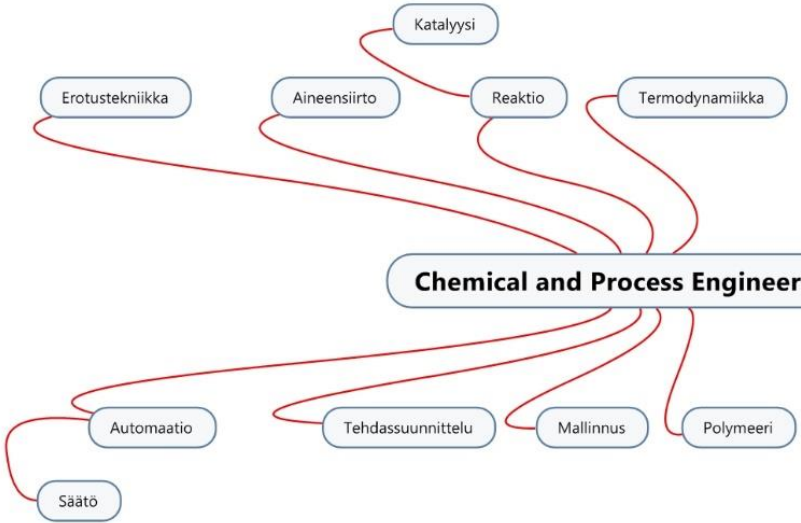 Katalyysi
Erotustekniikka
Aineensiirto
Reaktio
Termodynamiikka
Chemical and Process Engineer
Automaatio
Tehdassuunnittelu
Mallinnus
Polymeeri
Säätö